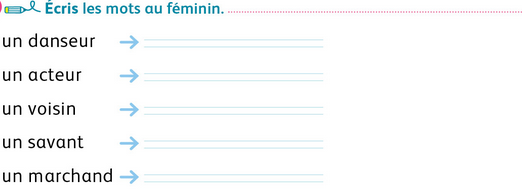 Écris les mots au féminin.
un danseur
un acteur
un voisin
un savant
un marchand